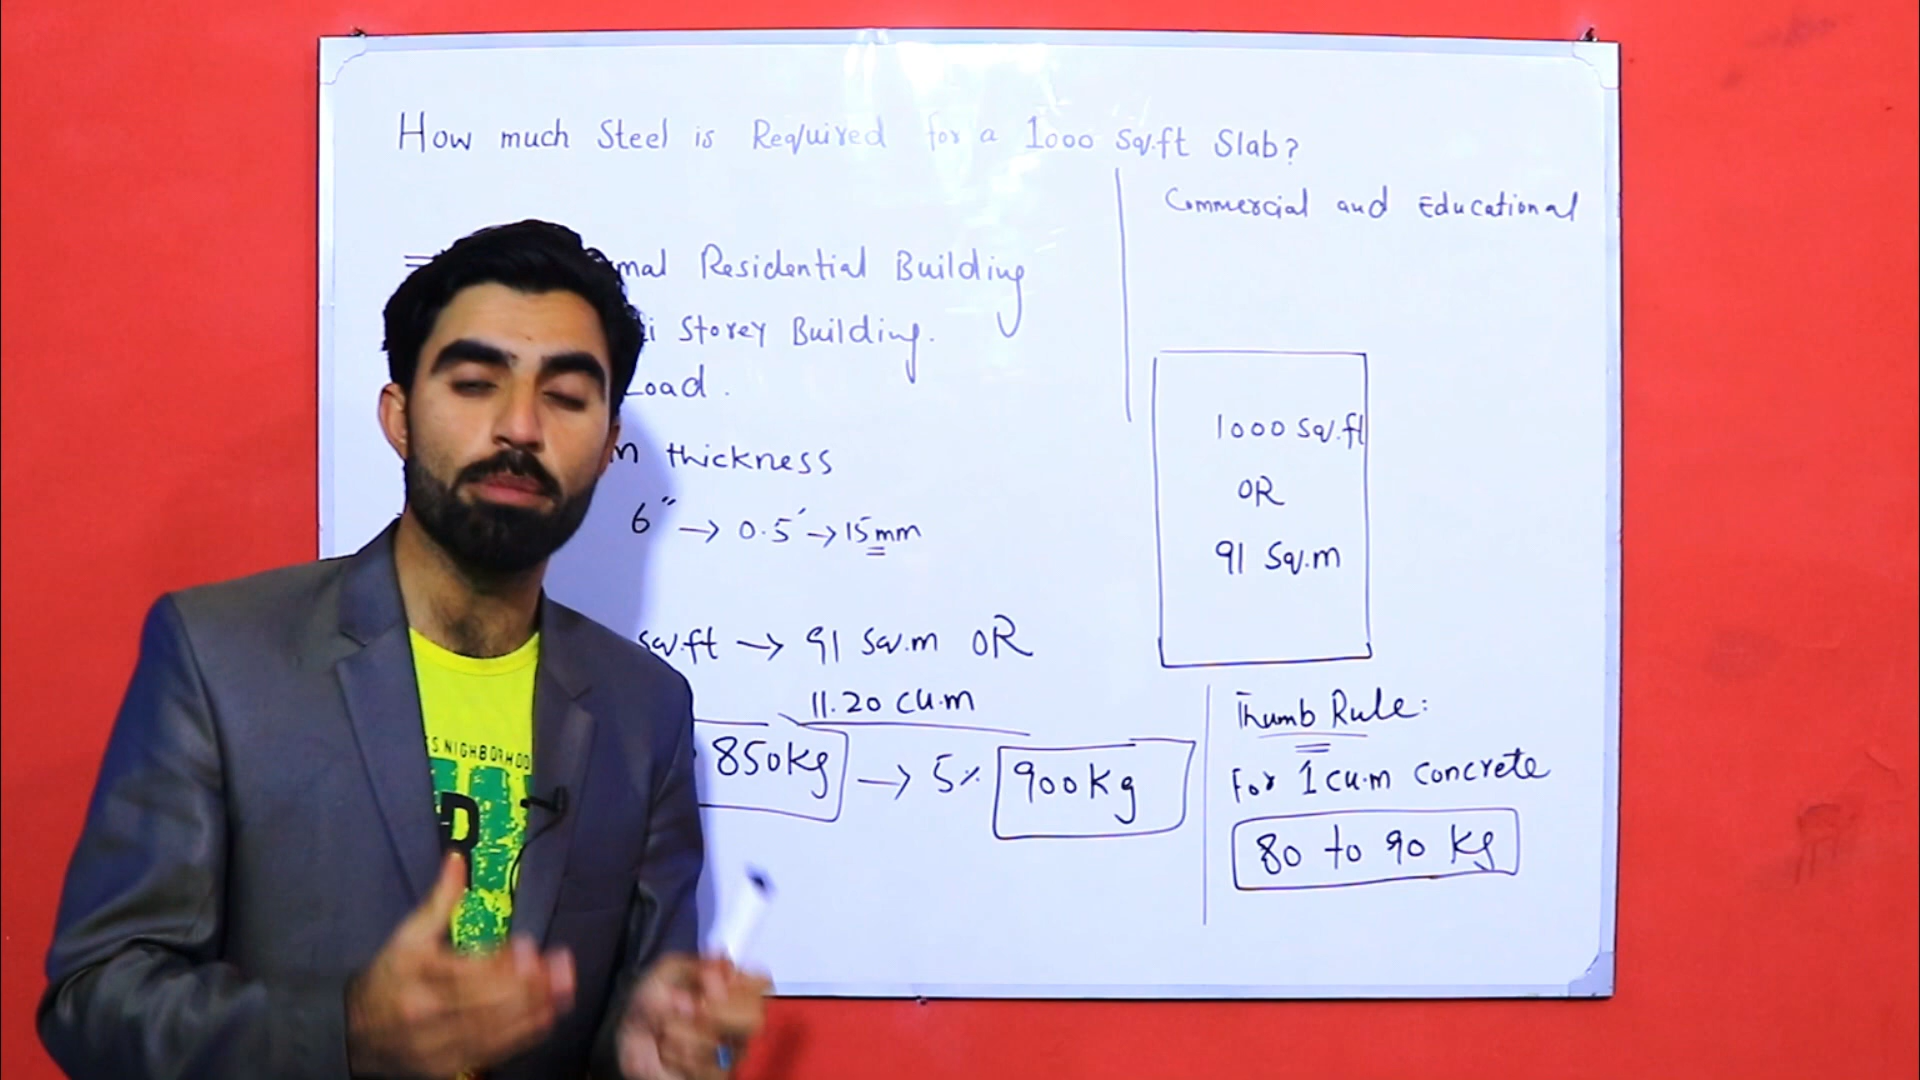 How much Steel is Required for a 1000 Sq.ft Slab?
Commercial and Educational
Residential Building
Storey Building.
Load.
thickness
6" → 0.5' → 15mm
1000 Sq.ft
OR
91 Sq.m
Sq.ft → 91 Sq.m OR
11.20 cu.m
850Kg → 5% 900Kg
Thumb Rule:
For 1 cu.m Concrete
80 to 90 Kg
S NIGHBORHOOD